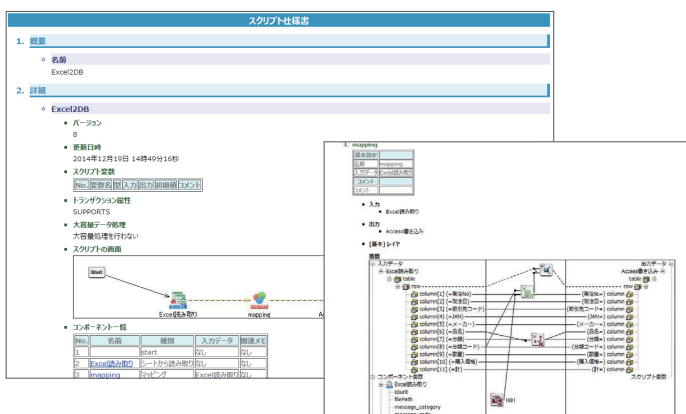 スクリプト仕様書
1. 概要
名前
Excel2DB
2. 詳細
Excel2DB
バージョン
8
更新日時
2014年12月19日 14時49分16秒
スクリプト変数
No. 変数名 型 入力 出力 初期値 コメント
トランザクション属性
SUPPORTS
大容量データ処理
大容量処理を行わない
スクリプトの画面
Start
Excel読み取り mapping
コンポーネント一覧
No. 名前 種別 入力データ 関連メモ
1 start なし なし
2 Excel読み取り シートから読み取り なし なし
3 mapping マッピング Excel読み取り なし
3. mapping
基本設定
名前 mapping
入力データ Excel読み取り
コメント
コメント
入力
Excel読み取り
出力
Access書き込み
[基本]レイヤ
画面
入力データ 出力データ
Excel読み取り Access書き込み
table table
row row
column[1] (=発注No) (発注No.=) column
column[2] (=発注日) (発注日=) column
column[3] (=取引先コード) (取引先コード=) column
column[4] (=JAN) (JAN=) column
column[5] (=メーカー) (メーカー=) column
column[6] (=品名) (品名=) column
column[7] (=分類) (分類=) column
column[8] (=分類コード) (分類コード=) column
column[9] (=数量) (数量=) column
column[10] (=購入価格) (購入価格=) column
column[11] (=計) (計=) column
コンポーネント変数 スクリプト変数
Excel読み取り
count
filePath
message_category
1001